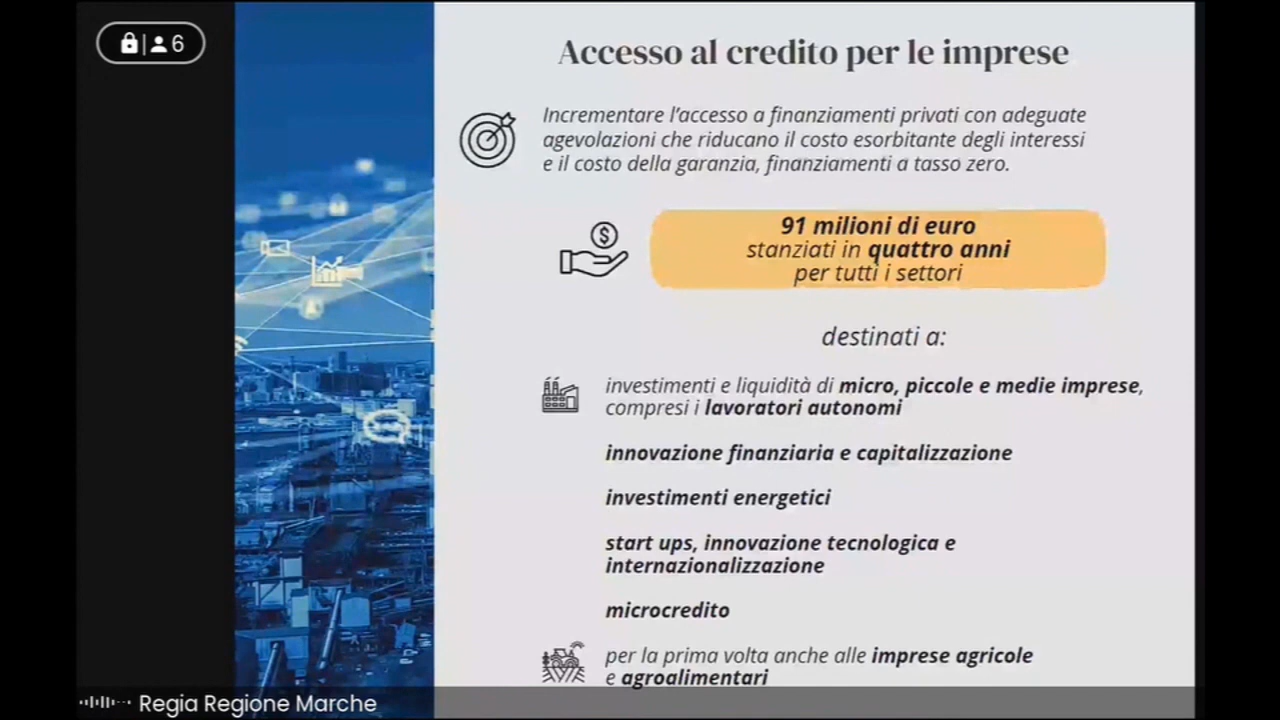 6
Accesso al credito per le imprese
Incrementare l'accesso a finanziamenti privati con adeguate
agevolazioni che riducano il costo esorbitante degli interessi
e il costo della garanzia, finanziamenti a tasso zero.
$
91 milioni di euro
stanziati in quattro anni
per tutti i settori
destinati a:
investimenti e liquidità di micro, piccole e medie imprese,
compresi i lavoratori autonomi
innovazione finanziaria e capitalizzazione
investimenti energetici
start ups, innovazione tecnologica e
internazionalizzazione
microcredito
per la prima volta anche alle imprese agricole
e agroalimentari
Regia Regione Marche